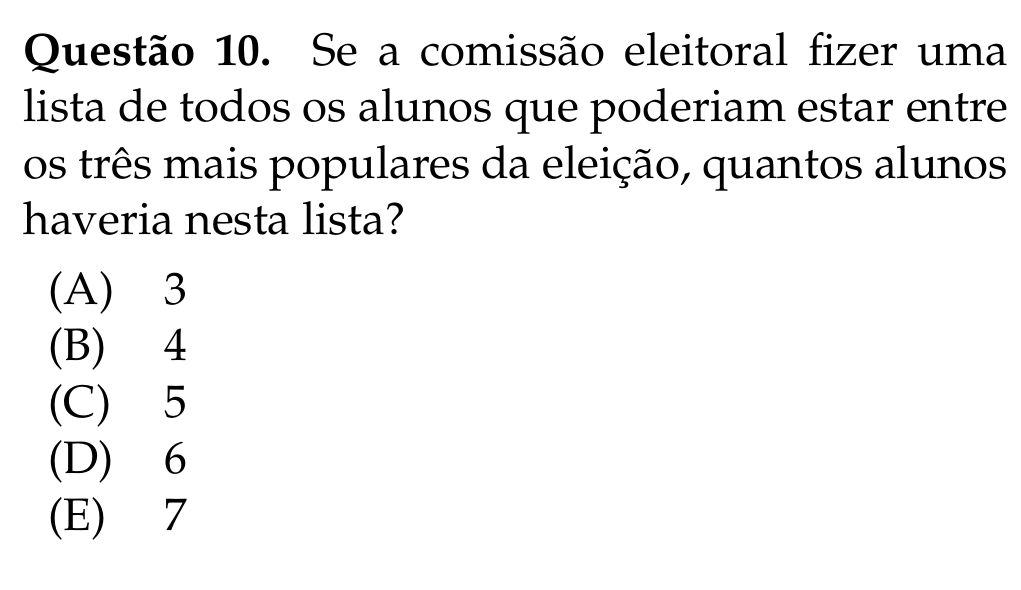 Questão 10. Se a comissão eleitoral fizer uma
lista de todos os alunos que poderiam estar entre
os três mais populares da eleição, quantos alunos
haveria nesta lista?
(A) 3
(B) 4
(C) 5
(D) 6
(E) 7